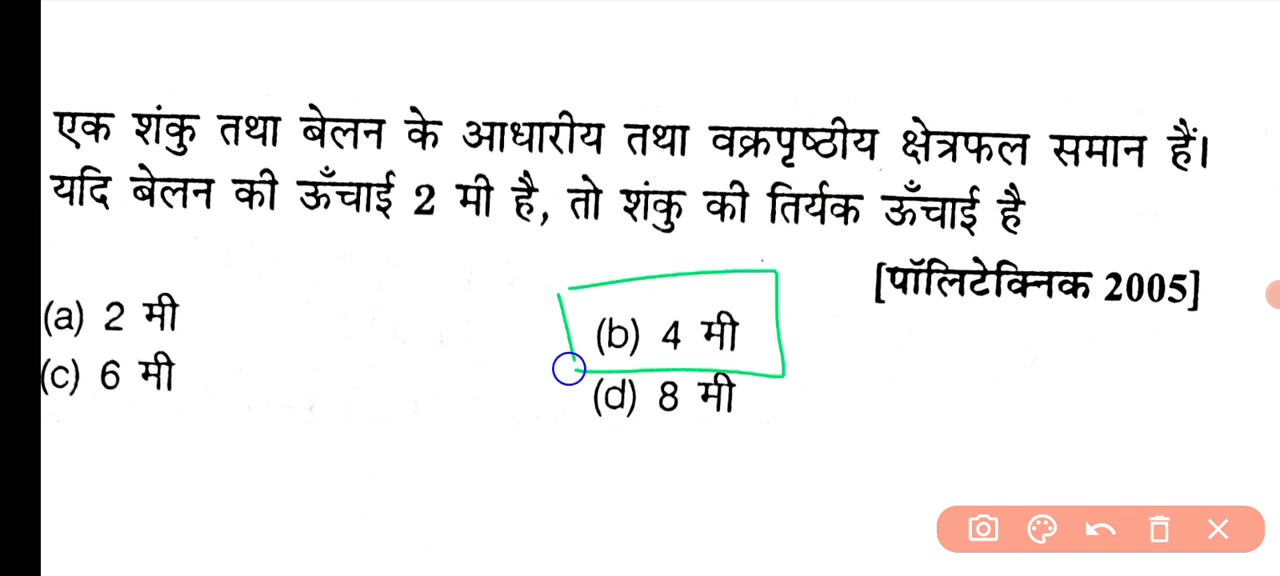 एक शंकु तथा बेलन के आधारीय तथा वक्रपृष्ठीय क्षेत्रफल समान हैं।
यदि बेलन की ऊँचाई 2 मी है, तो शंकु की तिर्यक ऊँचाई है
[पॉलिटेक्निक 2005]
(a) 2 मी (b) 4 मी
(c) 6 मी (d) 8 मी